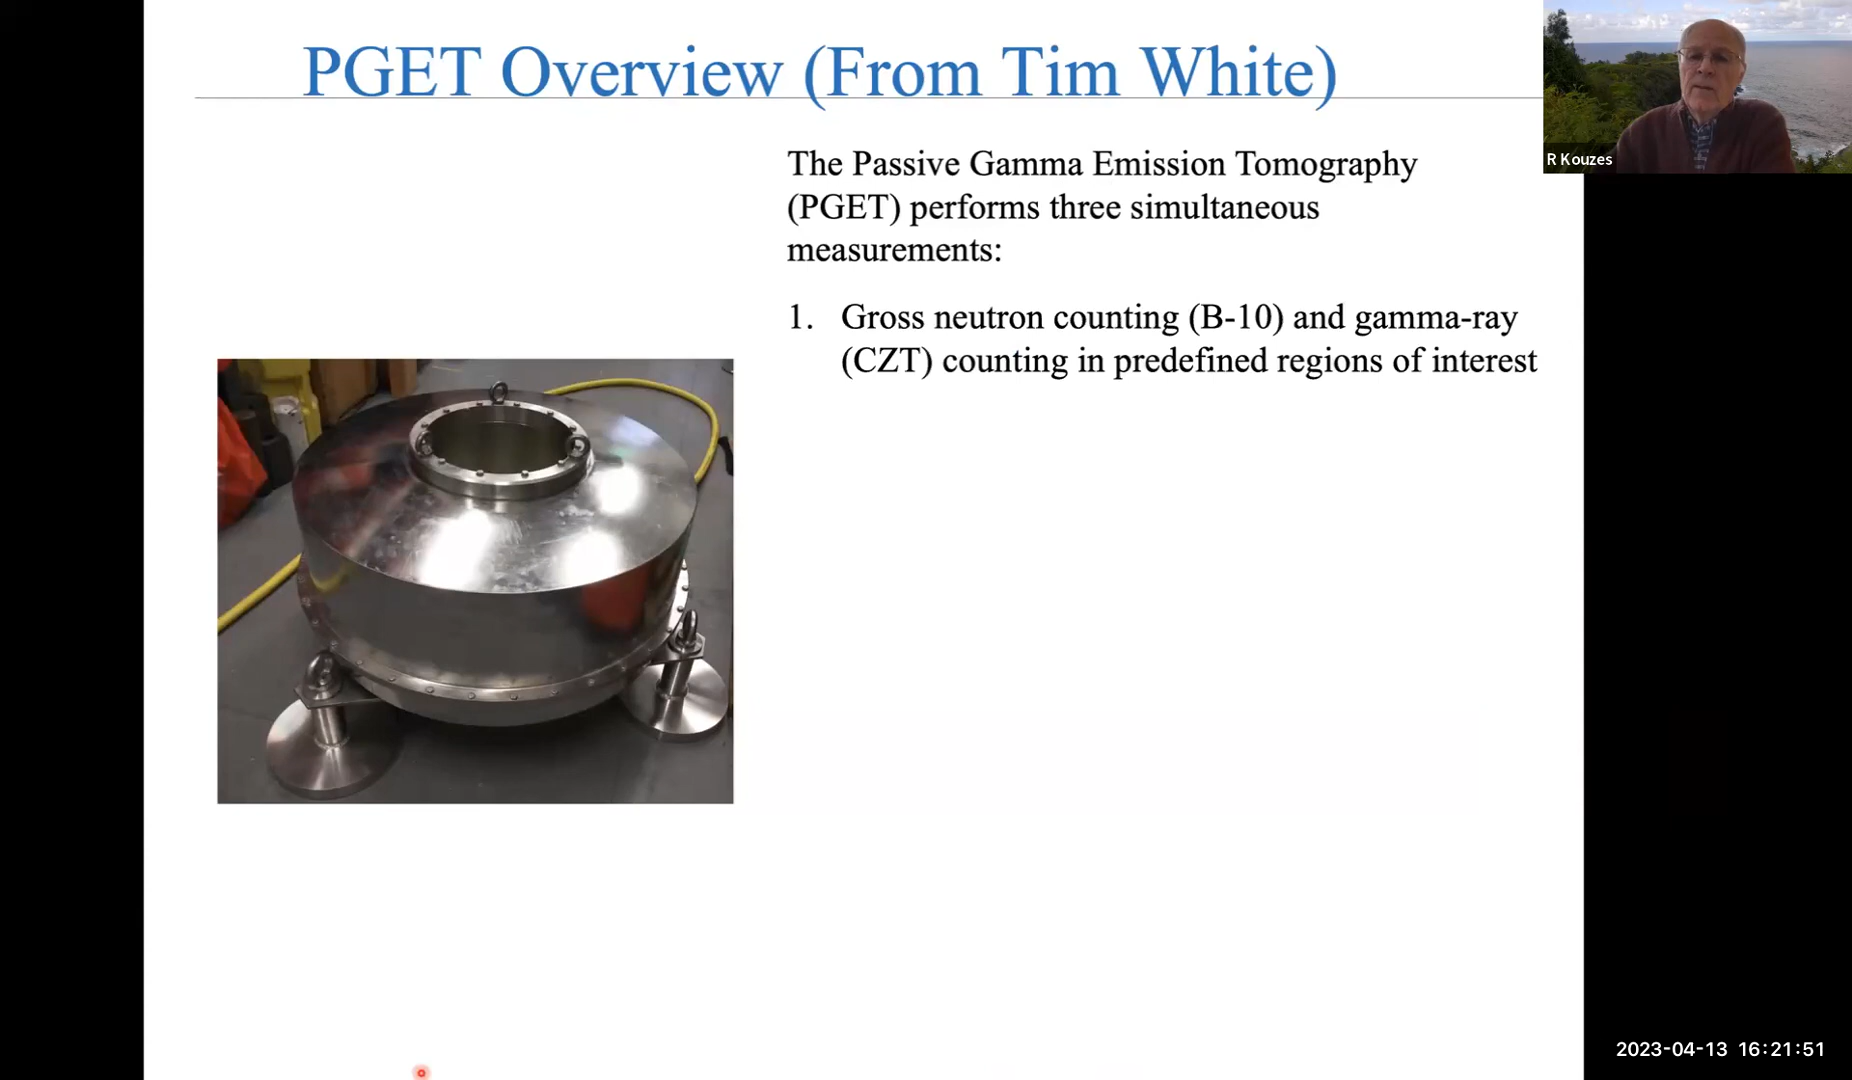 PGET Overview (From Tim White)
R Kouzes
The Passive Gamma Emission Tomography
(PGET) performs three simultaneous
measurements:
1. Gross neutron counting (B-10) and gamma-ray
(CZT) counting in predefined regions of interest
2023-04-13 16:21:51